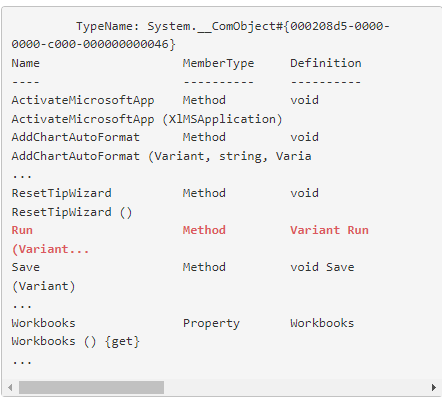 TypeName: System.__ComObject#{000208d5-0000-
0000-c000-000000000046}
Name MemberType Definition
---- ---------- ----------
ActivateMicrosoftApp Method void
ActivateMicrosoftApp (XlMSApplication)
AddChartAutoFormat Method void
AddChartAutoFormat (Variant, string, Varia
...
ResetTipWizard Method void
ResetTipWizard ()
Run Method Variant Run
(Variant...
Save Method void Save
(Variant)
...
Workbooks Property Workbooks
Workbooks () {get}
...